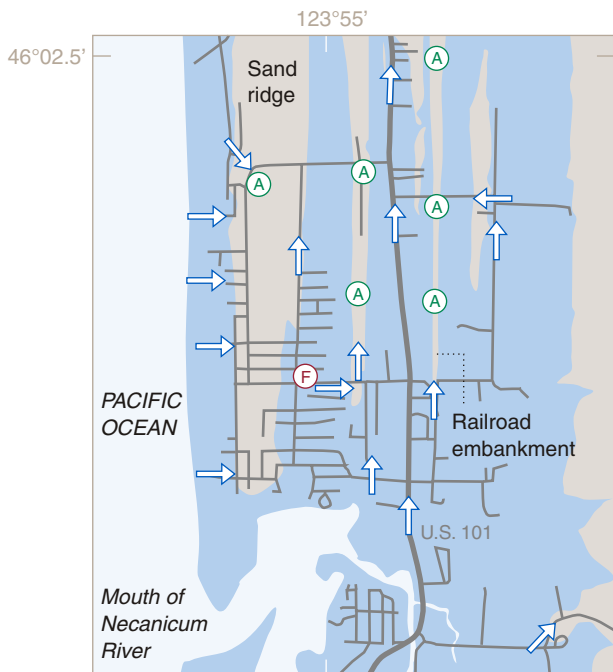 123°55'
46°02.5'
Sand
ridge
A
A
A
A
A
A
F
PACIFIC
OCEAN
Railroad
embankment
U.S. 101
Mouth of
Necanicum
River